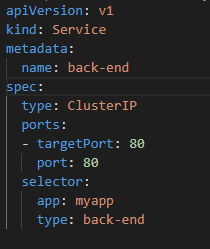 apiVersion: v1
kind: Service
metadata:
  name: back-end
spec:
  type: ClusterIP
  ports:
  - targetPort: 80
    port: 80
  selector:
    app: myapp
    type: back-end